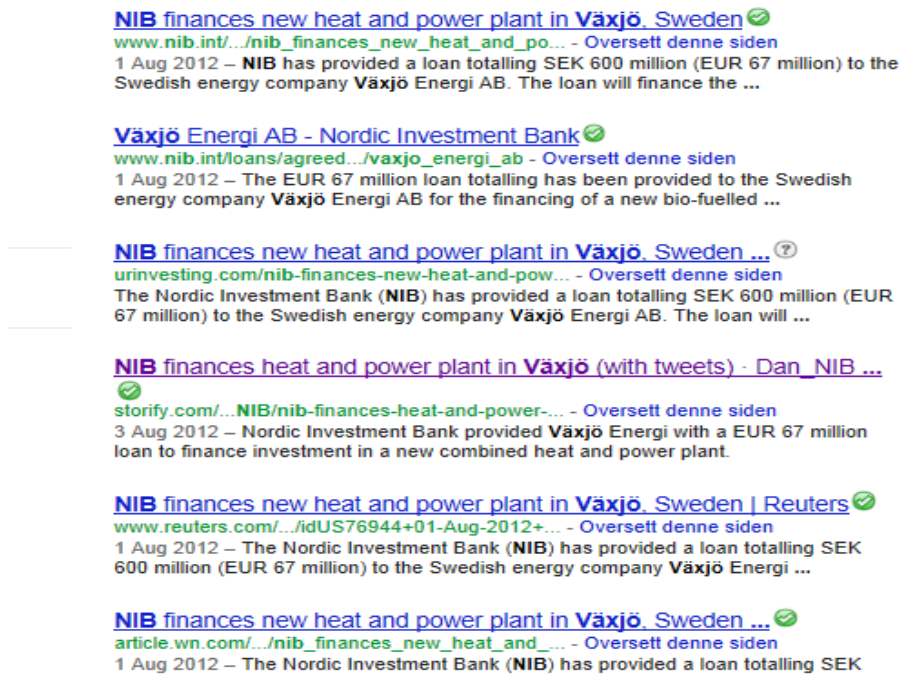 NIB finances new heat and power plant in Växjö, Sweden
www.nib.int/.../nib_finances_new_heat_and_po... - Oversett denne siden
1 Aug 2012 – NIB has provided a loan totalling SEK 600 million (EUR 67 million) to the
Swedish energy company Växjö Energi AB. The loan will finance the ...
Växjö Energi AB - Nordic Investment Bank
www.nib.int/loans/agreed.../vaxjo_energi_ab - Oversett denne siden
1 Aug 2012 – The EUR 67 million loan totalling has been provided to the Swedish
energy company Växjö Energi AB for the financing of a new bio-fuelled ...
NIB finances new heat and power plant in Växjö, Sweden ...
urinvesting.com/nib-finances-new-heat-and-pow... - Oversett denne siden
The Nordic Investment Bank (NIB) has provided a loan totalling SEK 600 million (EUR
67 million) to the Swedish energy company Växjö Energi AB. The loan will ...
NIB finances heat and power plant in Växjö (with tweets) · Dan_NIB ...
storify.com/...NIB/nib-finances-heat-and-power-... - Oversett denne siden
3 Aug 2012 – Nordic Investment Bank provided Växjö Energi with a EUR 67 million
loan to finance investment in a new combined heat and power plant.
NIB finances new heat and power plant in Växjö, Sweden | Reuters
www.reuters.com/.../idUS76944+01-Aug-2012+... - Oversett denne siden
1 Aug 2012 – The Nordic Investment Bank (NIB) has provided a loan totalling SEK
600 million (EUR 67 million) to the Swedish energy company Växjö Energi ...
NIB finances new heat and power plant in Växjö, Sweden ...
article.wn.com/.../nib_finances_new_heat_and_... - Oversett denne siden
1 Aug 2012 – The Nordic Investment Bank (NIB) has provided a loan totalling SEK